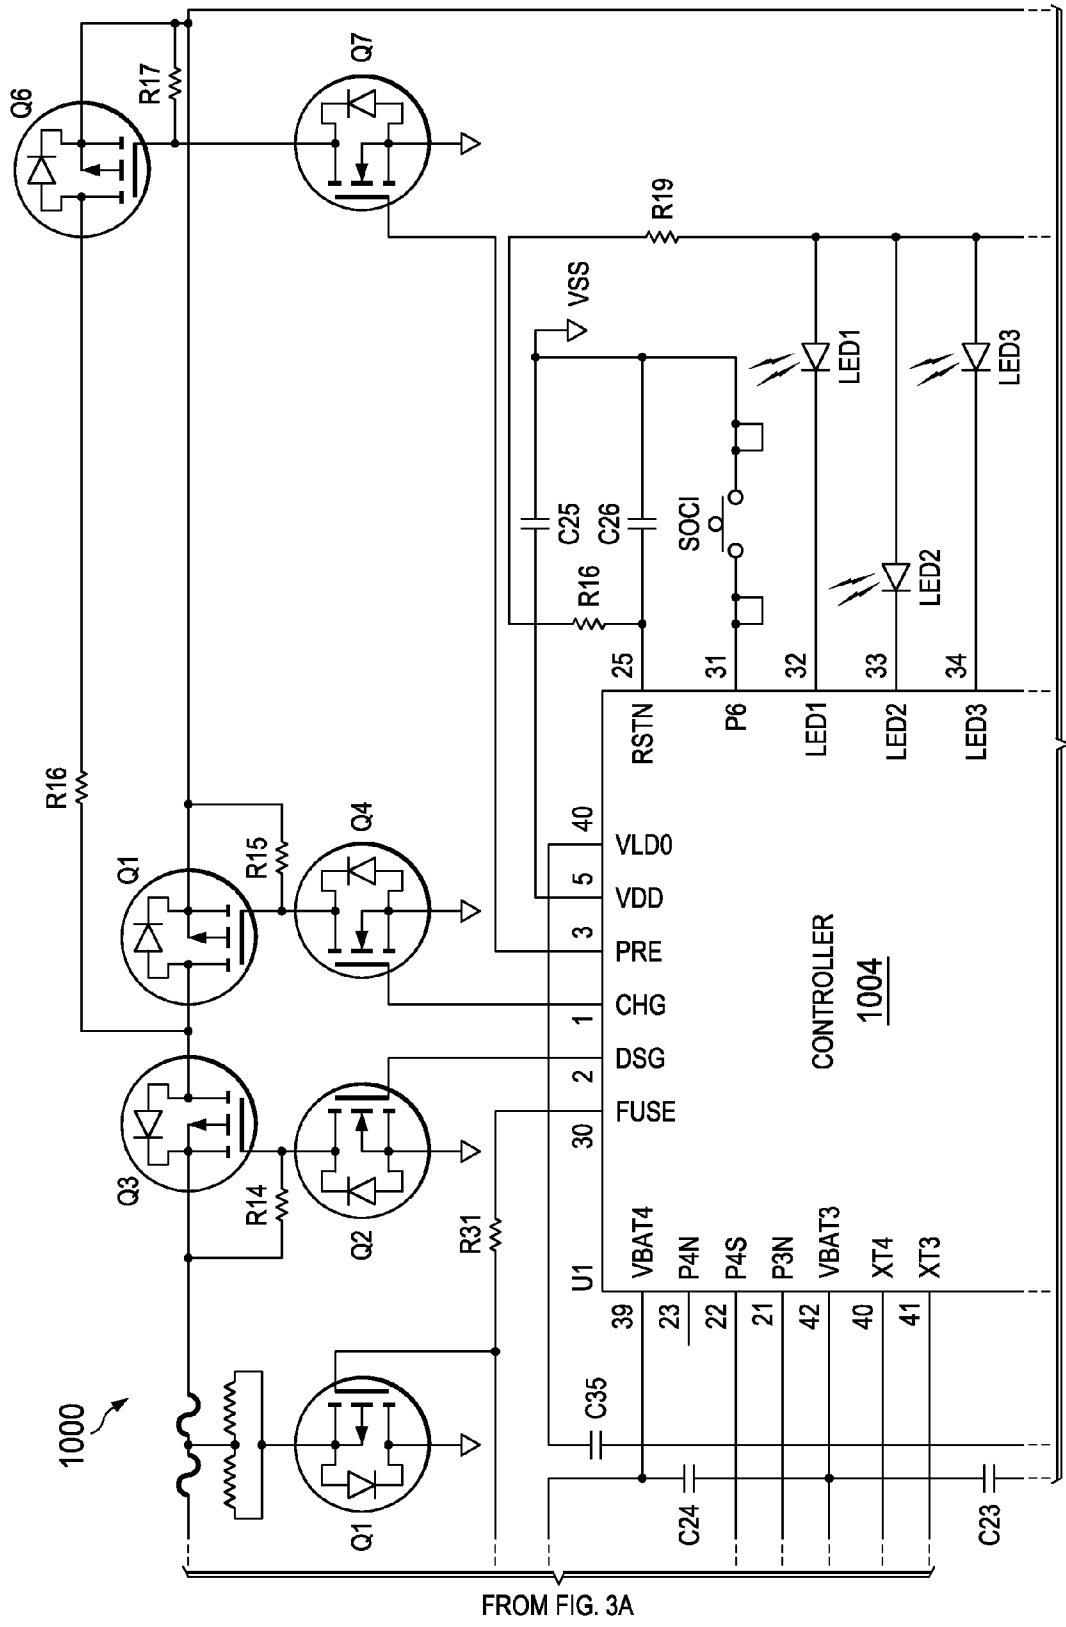 Q6
R17
Q7
R16
Q1
R15
Q4
Q3
R14
Q2
R31
1000
Q1
R19
VSS
C25
C26
R16
SOCI
LED1
LED2
LED3
25
31
32
33
34
RSTN
P6
LED1
LED2
LED3
40
VLD0
5
VDD
3
PRE
1
CHG
2
DSG
30
FUSE
CONTROLLER
1004
U1
VBAT4
P4N
P4S
P3N
VBAT3
XT4
XT3
39
23
22
21
42
40
41
C35
C24
C23
FROM FIG. 3A